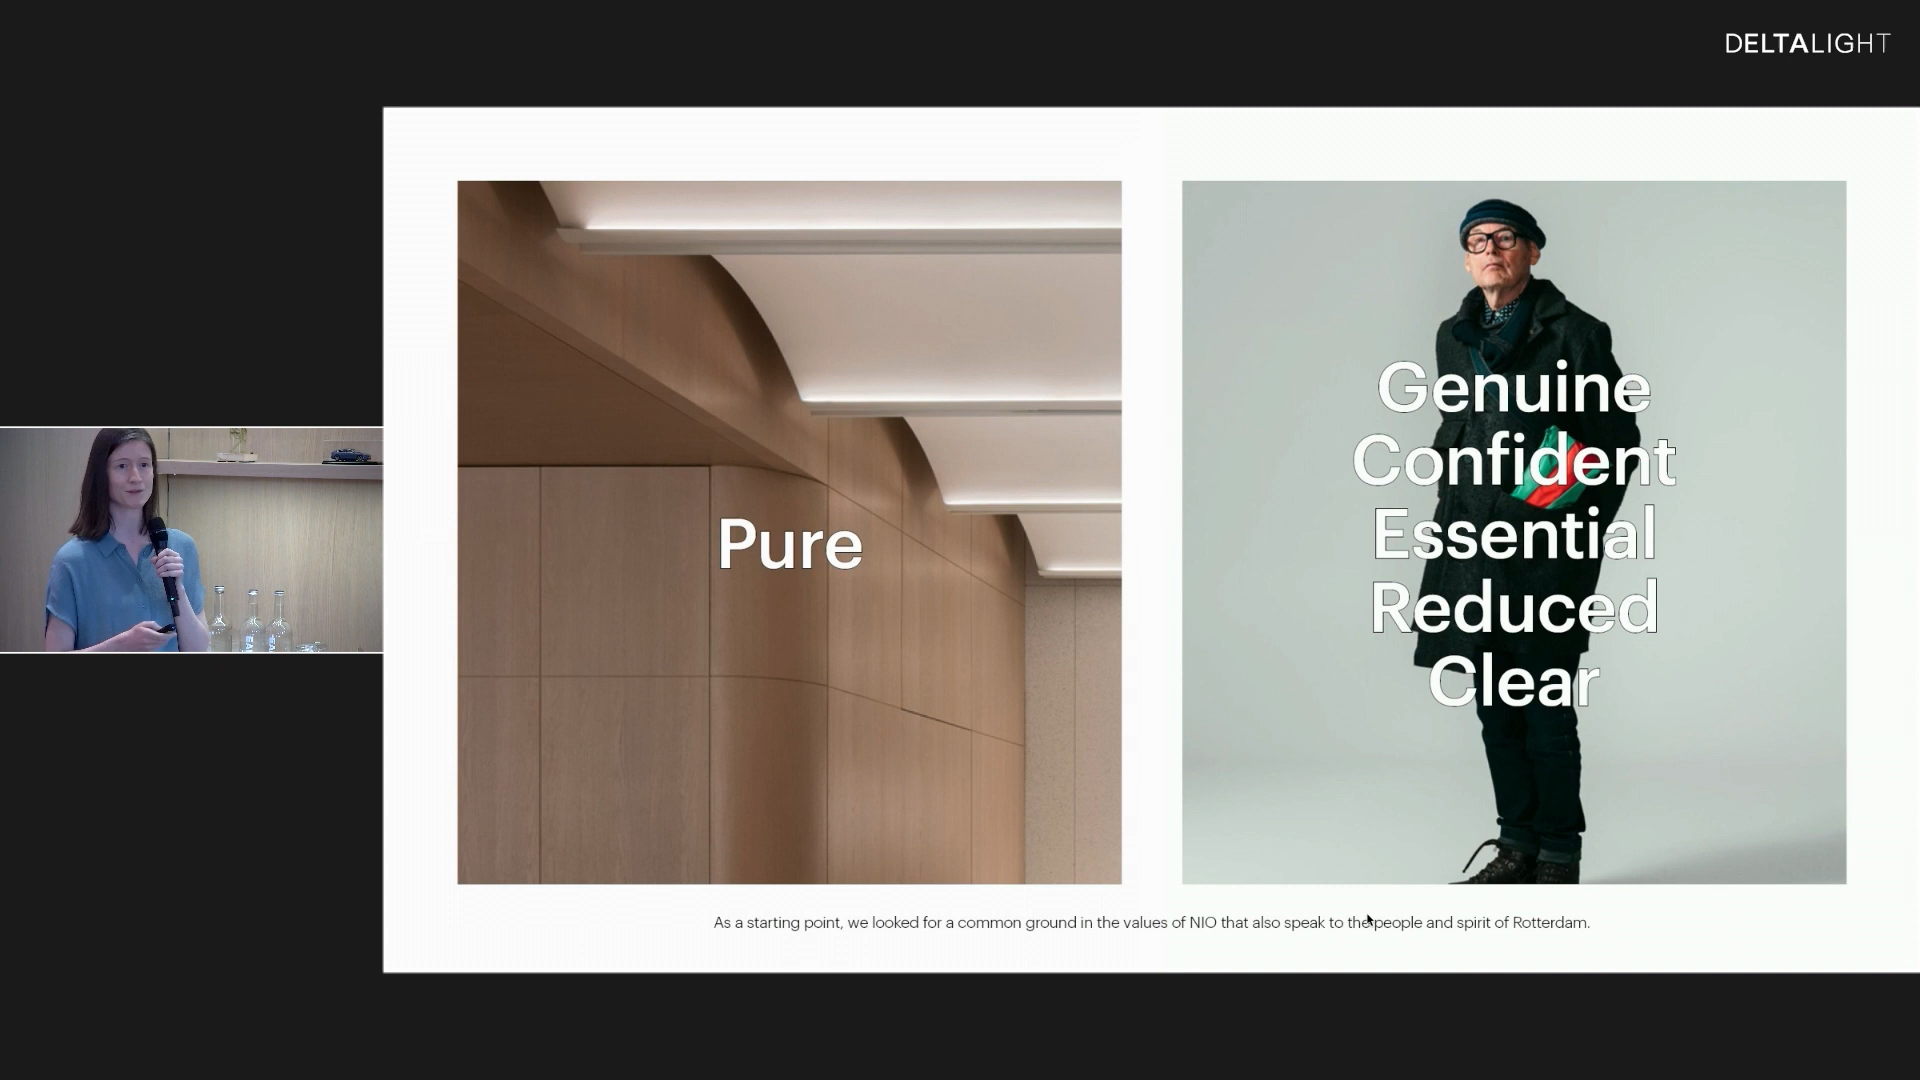 DELTALIGHT
Pure
Genuine
Confident
Essential
Reduced
Clear
As a starting point, we looked for a common ground in the values of NIO that also speak to the people and spirit of Rotterdam.